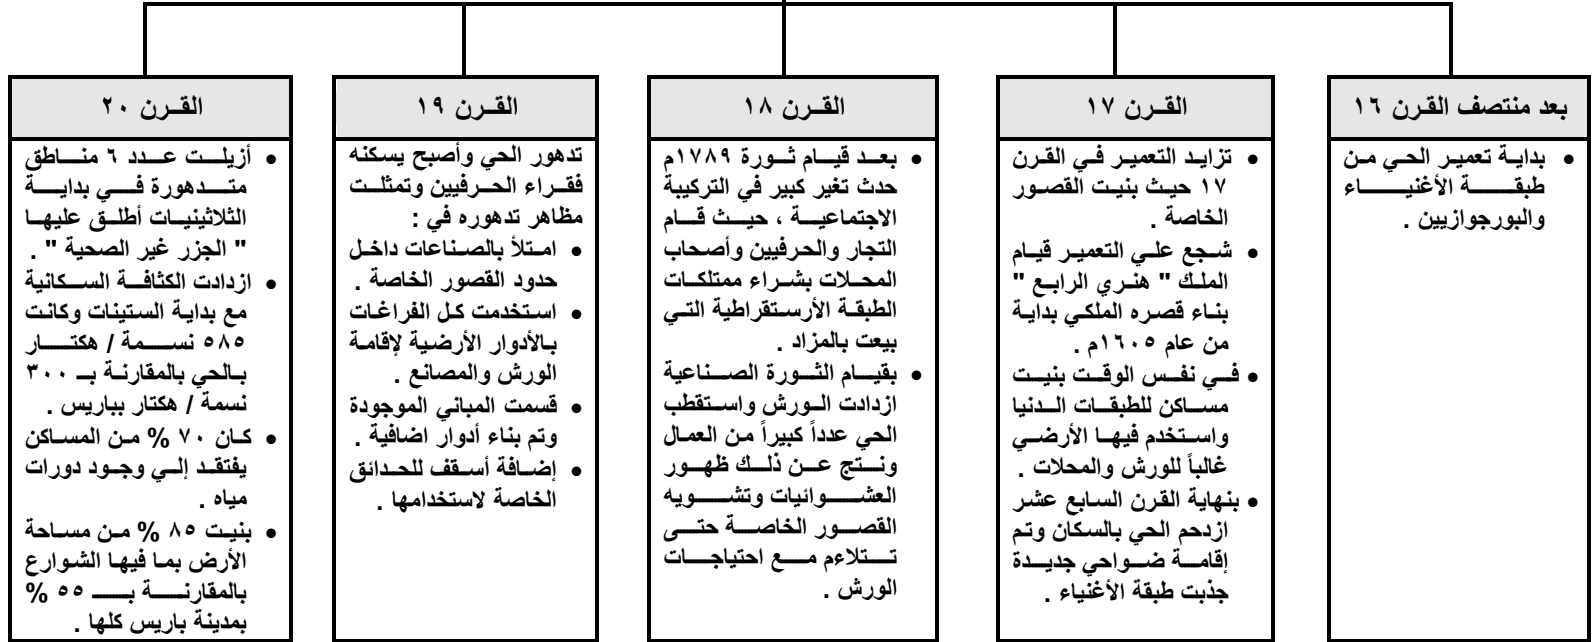 بعد منتصف القرن ١٦
• بداية تعمير الحي من
طبقة الأغنياء
والبورجوازيين .
القرن ١٧
• تزايد التعمير في القرن
١٧ حيث بنيت القصور
الخاصة .
• شجع علي التعمير قيام
الملك " هنري الرابع "
بناء قصره الملكي بداية
من عام ١٦٠٥م .
• في نفس الوقت بنيت
مساكن للطبقات الدنيا
واستخدم فيها الأرضي
غالباً للورش والمحلات .
• بنهاية القرن السابع عشر
ازدحم الحي بالسكان وتم
إقامة ضواحي جديدة
جذبت طبقة الأغنياء .
القرن ١٨
• بعد قيام ثورة ١٧٨٩م
حدث تغير كبير في التركيبة
الاجتماعية ، حيث قام
التجار والحرفيين وأصحاب
المحلات بشراء ممتلكات
الطبقة الأرستقراطية التي
بيعت بالمزاد .
• بقيام الثورة الصناعية
ازدادت الورش واستقطب
الحي عدداً كبيراً من العمال
ونتج عن ذلك ظهور
العشوائيات وتشويه
القصور الخاصة حتى
تتلاءم مع احتياجات
الورش .
القرن ١٩
تدهور الحي وأصبح يسكنه
فقراء الحرفيين وتمثلت
مظاهر تدهوره في :
• امتلأ بالصناعات داخل
حدود القصور الخاصة .
• استخدمت كل الفراغات
بالأدوار الأرضية لإقامة
الورش والمصانع .
• قسمت المباني الموجودة
وتم بناء أدوار اضافية .
• إضافة أسقف للحدائق
الخاصة لاستخدامها .
القرن ٢٠
• أزيلت عدد ٦ مناطق
متدهورة في بداية
الثلاثينيات أطلق عليها
" الجزر غير الصحية " .
• ازدادت الكثافة السكانية
مع بداية الستينات وكانت
٥٨٥ نسمة / هكتار
بالحي بالمقارنة بـ ٣٠٠
نسمة / هكتار بباريس .
• كان ٧٠ % من المساكن
يفتقد إلي وجود دورات
مياه .
• بنيت ٨٥ % من مساحة
الأرض بما فيها الشوارع
بالمقارنة بـ ٥٥ %
بمدينة باريس كلها .